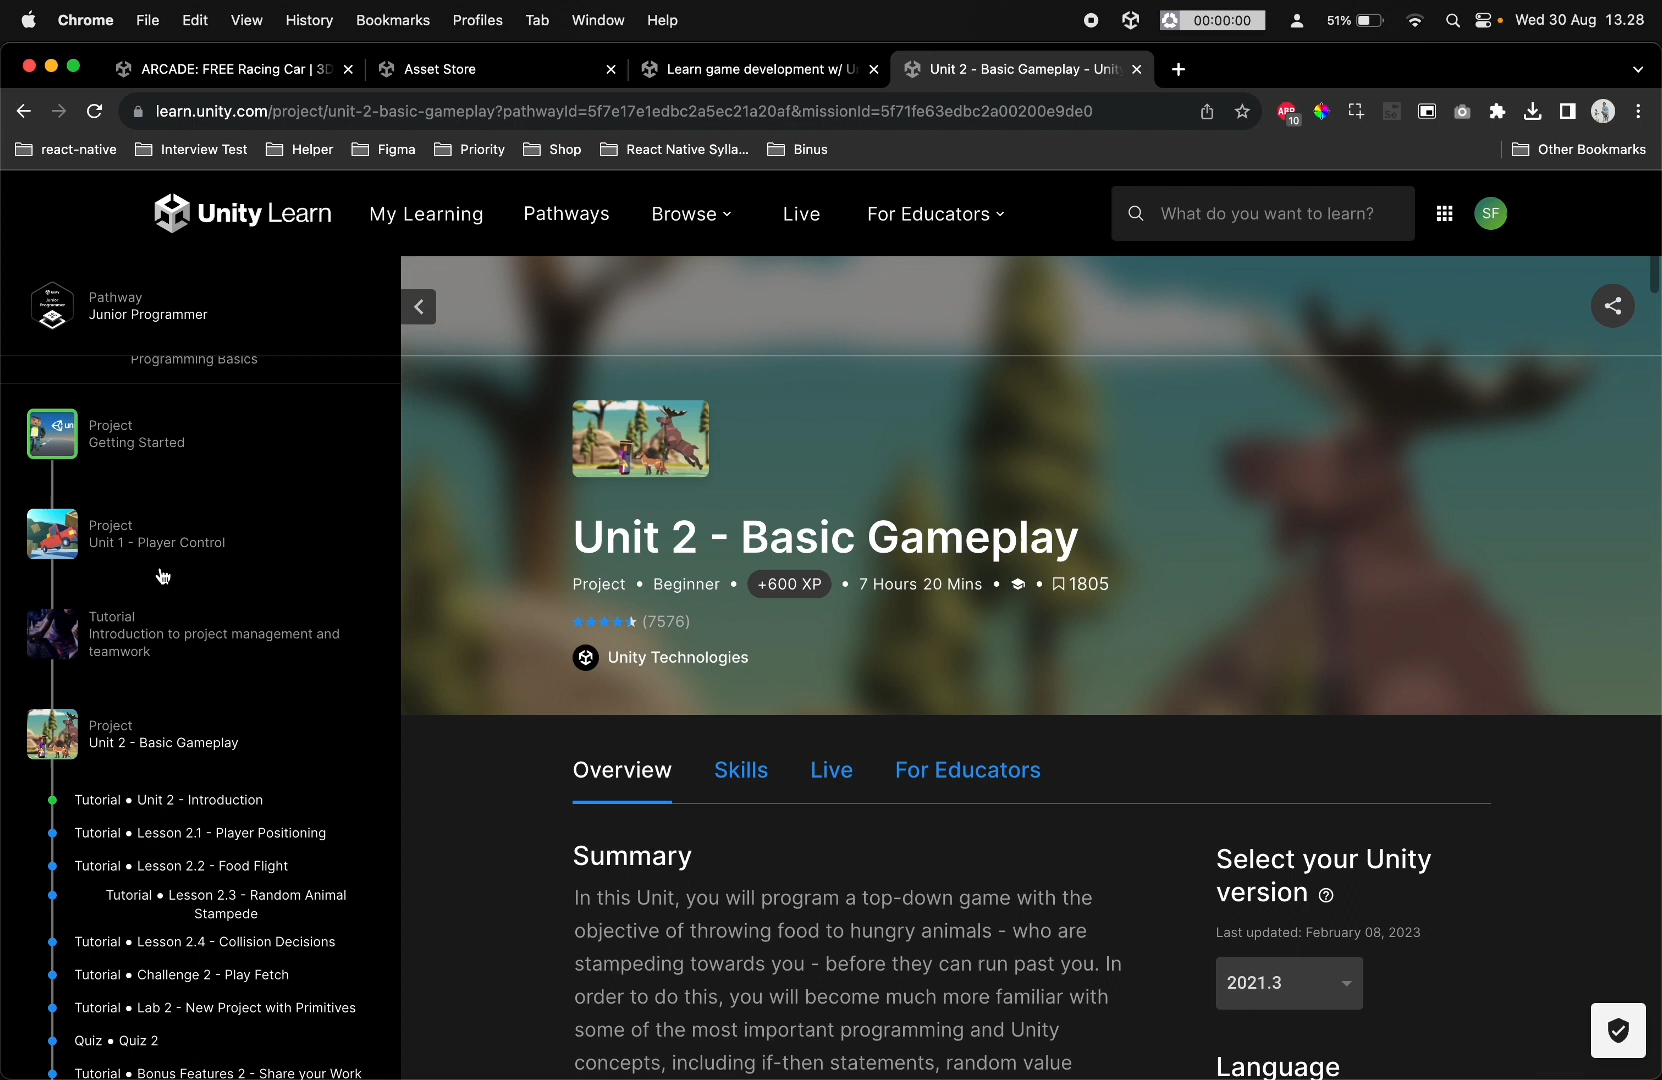 Chrome File Edit View History Bookmarks Profiles Tab Window Help 00:00:00 51% Wed 30 Aug 13.28
ARCADE: FREE Racing Car | 3D Asset Store Learn game development w/ Un Unit 2 - Basic Gameplay - Unity
learn.unity.com/project/unit-2-basic-gameplay?pathwayId=5f7e17e1edbc2a5ec21a20af&missionId=5f71fe63edbc2a00200e9de0 ABP 10
react-native Interview Test Helper Figma Priority Shop React Native Sylla... Binus Other Bookmarks
Unity Learn My Learning Pathways Browse Live For Educators What do you want to learn? SF
Pathway
Junior Programmer
Programming Basics
Project
Getting Started
Project
Unit 1 - Player Control
Tutorial
Introduction to project management and
teamwork
Project
Unit 2 - Basic Gameplay
Tutorial • Unit 2 - Introduction
Tutorial • Lesson 2.1 - Player Positioning
Tutorial • Lesson 2.2 - Food Flight
Tutorial • Lesson 2.3 - Random Animal
Stampede
Tutorial • Lesson 2.4 - Collision Decisions
Tutorial • Challenge 2 - Play Fetch
Tutorial • Lab 2 - New Project with Primitives
Quiz • Quiz 2
Tutorial • Bonus Features 2 - Share your Work
Unit 2 - Basic Gameplay
Project • Beginner • +600 XP • 7 Hours 20 Mins • • 1805
(7576)
Unity Technologies
Overview Skills Live For Educators
Summary
In this Unit, you will program a top-down game with the
objective of throwing food to hungry animals - who are
stampeding towards you - before they can run past you. In
order to do this, you will become much more familiar with
some of the most important programming and Unity
concepts, including if-then statements, random value
Select your Unity
version
Last updated: February 08, 2023
2021.3
Language